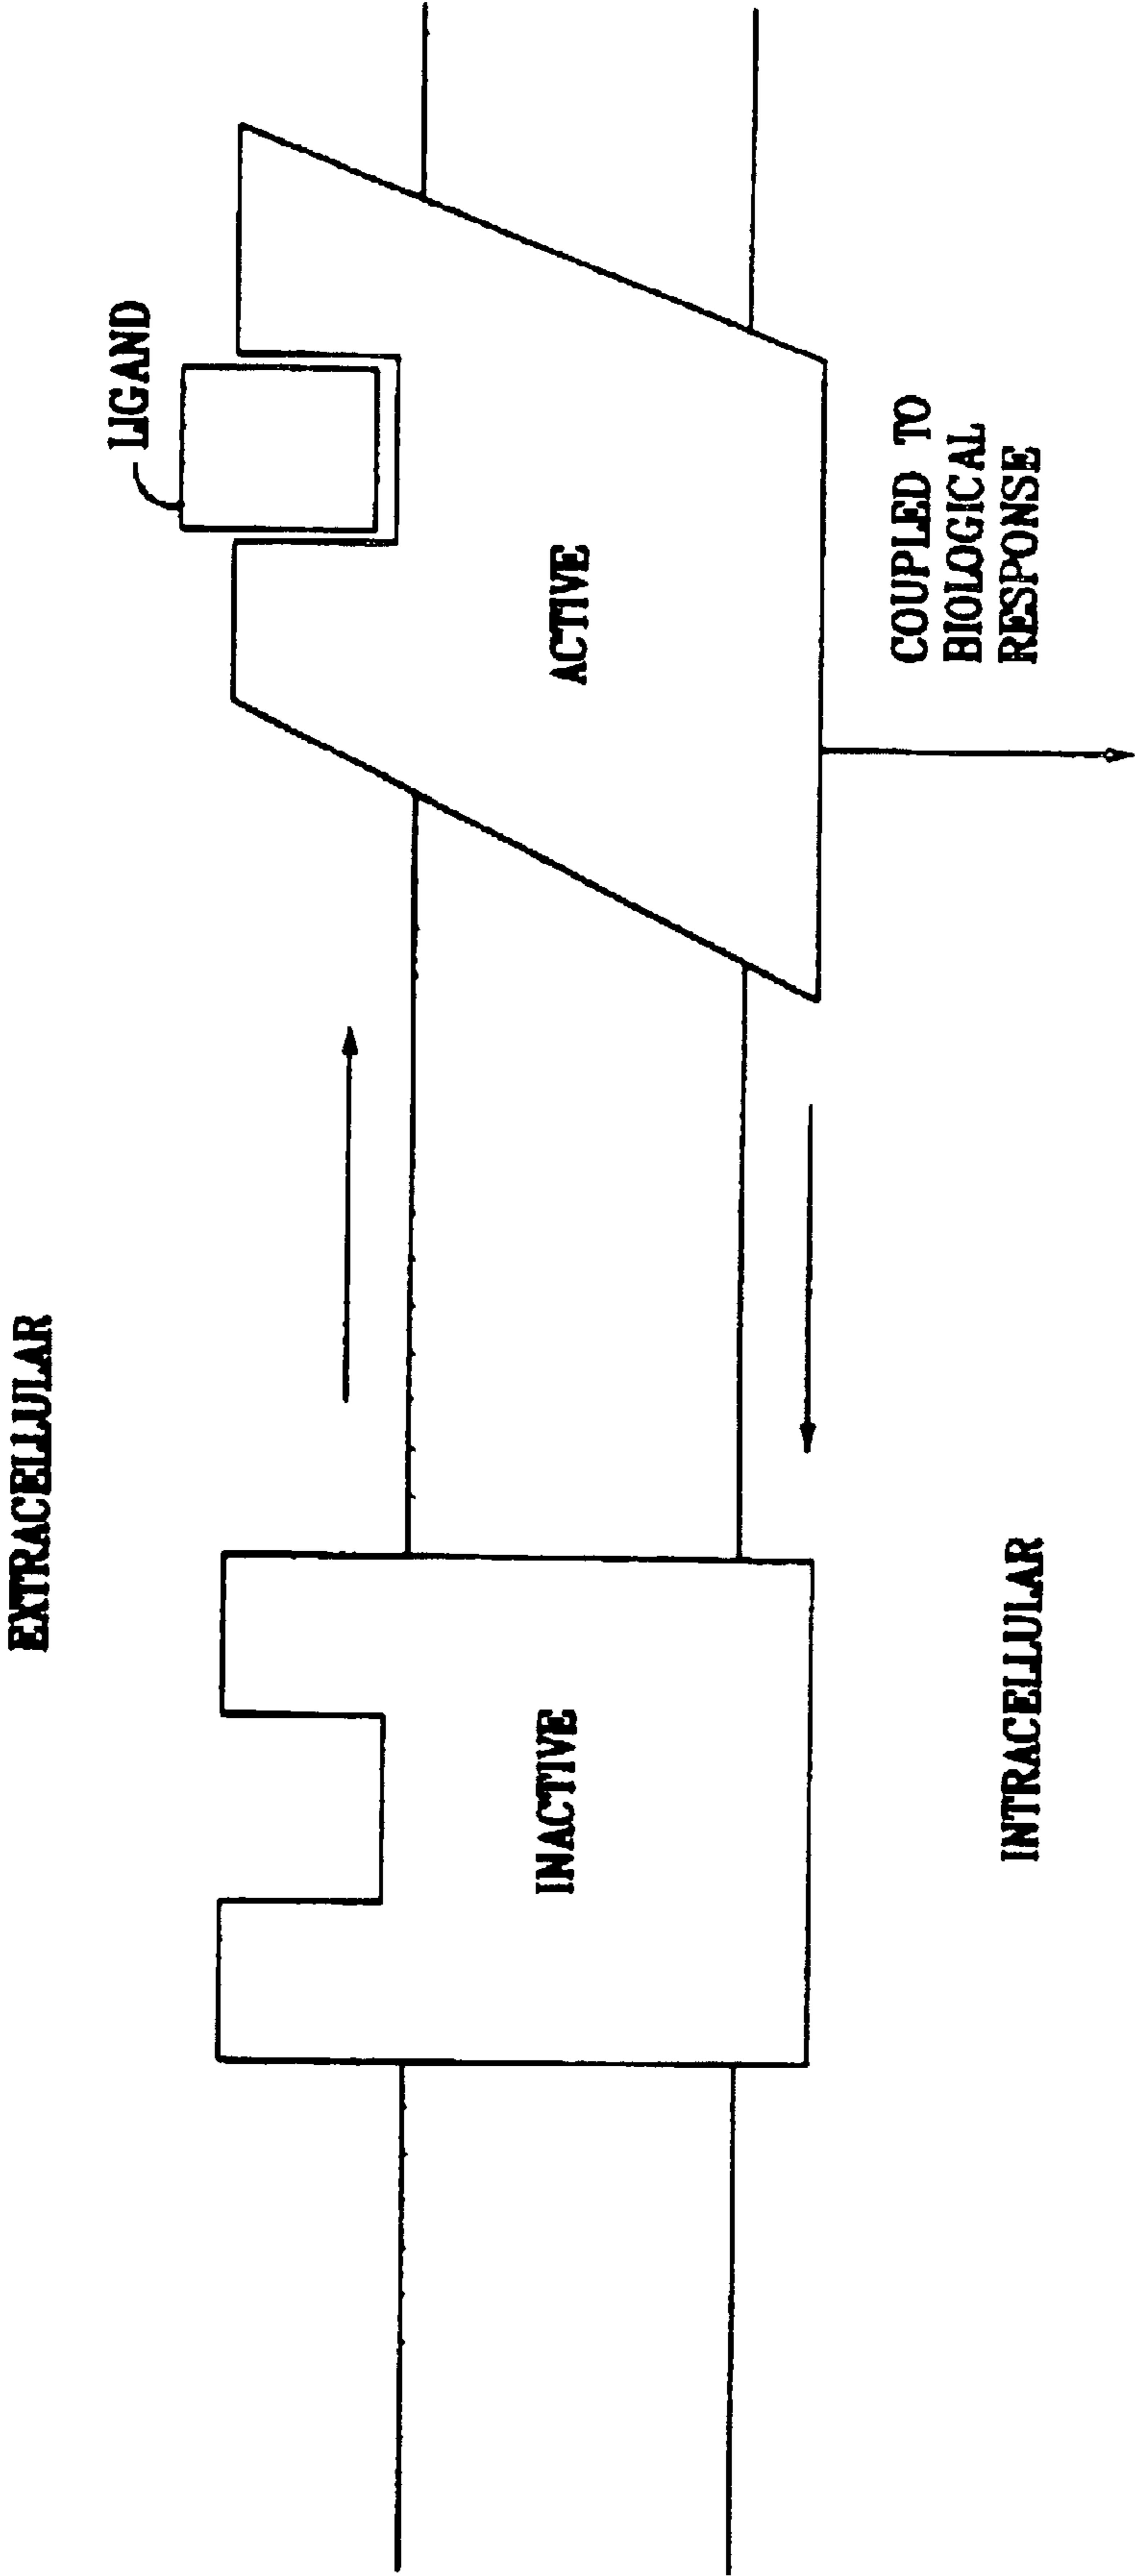 EXTRACELLULAR
LIGAND
INACTIVE
ACTIVE
INTRACELLULAR
COUPLED TO
BIOLOGICAL
RESPONSE